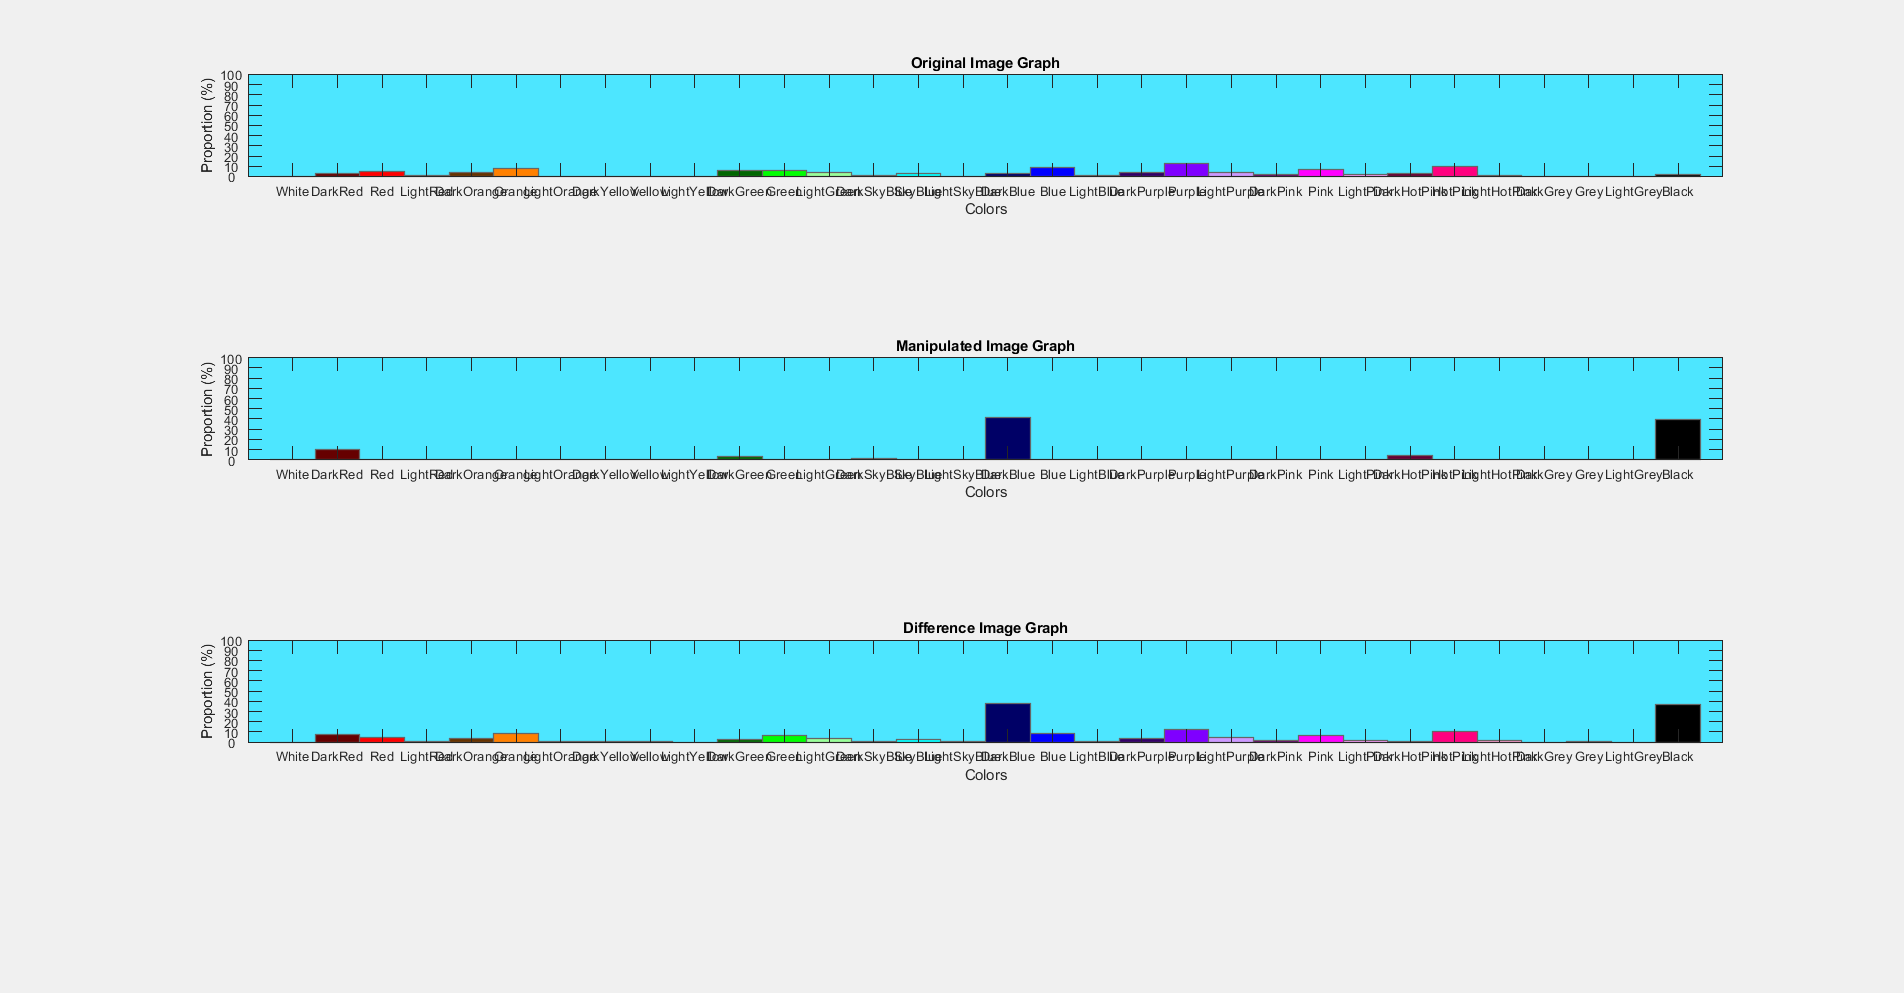 Original Image Graph
Proportion (%)
100
90
80
70
60
50
40
30
20
10
0
White DarkRed Red LightRed DarkOrange Orange LightOrange DarkYellow Yellow LightYellow DarkGreen Green LightGreen DarkSkyBlue SkyBlue LightSkyBlue DarkBlue Blue LightBlue DarkPurple Purple LightPurple DarkPink Pink LightPink DarkHotPink HotPink LightHotPink DarkGrey Grey LightGrey Black
Colors
Manipulated Image Graph
Proportion (%)
100
90
80
70
60
50
40
30
20
10
0
White DarkRed Red LightRed DarkOrange Orange LightOrange DarkYellow Yellow LightYellow DarkGreen Green LightGreen DarkSkyBlue SkyBlue LightSkyBlue DarkBlue Blue LightBlue DarkPurple Purple LightPurple DarkPink Pink LightPink DarkHotPink HotPink LightHotPink DarkGrey Grey LightGrey Black
Colors
Difference Image Graph
Proportion (%)
100
90
80
70
60
50
40
30
20
10
0
White DarkRed Red LightRed DarkOrange Orange LightOrange DarkYellow Yellow LightYellow DarkGreen Green LightGreen DarkSkyBlue SkyBlue LightSkyBlue DarkBlue Blue LightBlue DarkPurple Purple LightPurple DarkPink Pink LightPink DarkHotPink HotPink LightHotPink DarkGrey Grey LightGrey Black
Colors